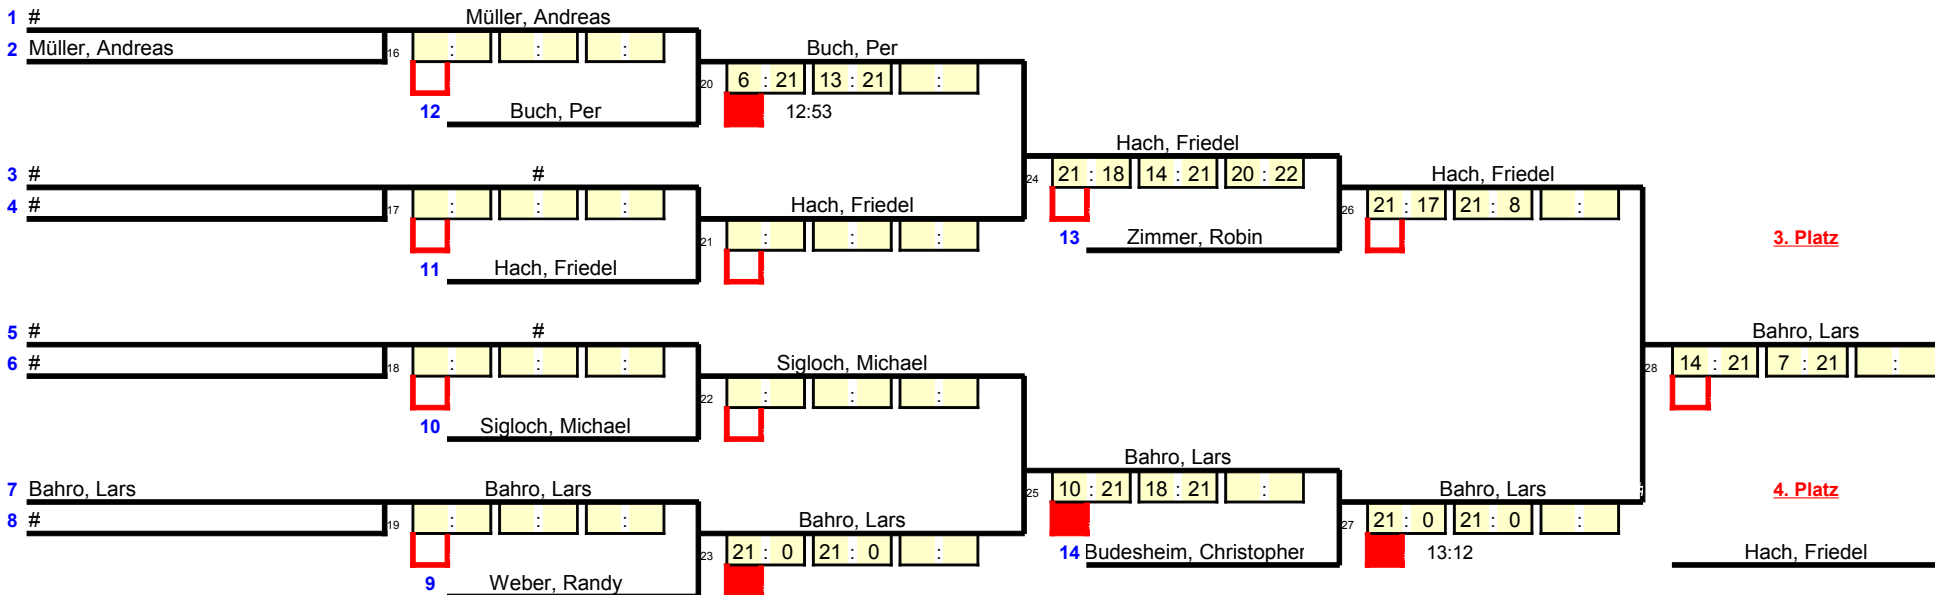 1 # Müller, Andreas
2 Müller, Andreas 16 : : : Buch, Per
20 6 : 21 13 : 21 :
12 Buch, Per 12:53
Hach, Friedel
3 # # 24 21 : 18 14 : 21 20 : 22 Hach, Friedel
4 # 17 : : : Hach, Friedel 26 21 : 17 21 : 8 :
21 : : : 13 Zimmer, Robin 3. Platz
11 Hach, Friedel
5 # # Bahro, Lars
6 # 18 : : : Sigloch, Michael 28 14 : 21 7 : 21 :
22 : : :
10 Sigloch, Michael
Bahro, Lars
7 Bahro, Lars Bahro, Lars 25 10 : 21 18 : 21 : Bahro, Lars 4. Platz
8 # 19 : : : Bahro, Lars 27 21 : 0 21 : 0 :
23 21 : 0 21 : 0 : 14 Budesheim, Christopher 13:12 Hach, Friedel
9 Weber, Randy